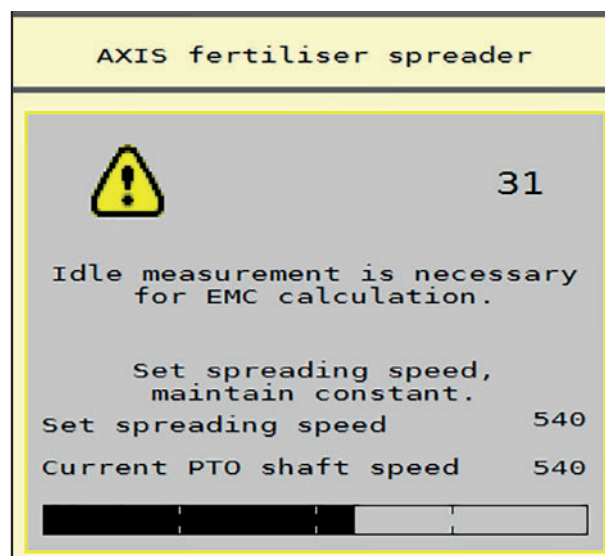 AXIS fertiliser spreader
31
Idle measurement is necessary
for EMC calculation.
Set spreading speed,
maintain constant.
Set spreading speed 540
Current PTO shaft speed 540